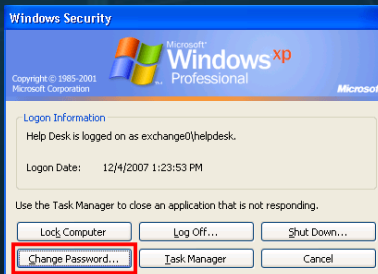 Windows Security
Microsoft
Windows xp
Professional
Copyright © 1985-2001
Microsoft Corporation
Microsof
Logon Information
Help Desk is logged on as exchange0\helpdesk.
Logon Date: 12/4/2007 1:23:53 PM
Use the Task Manager to close an application that is not responding.
Lock Computer Log Off... Shut Down...
Change Password... Task Manager Cancel